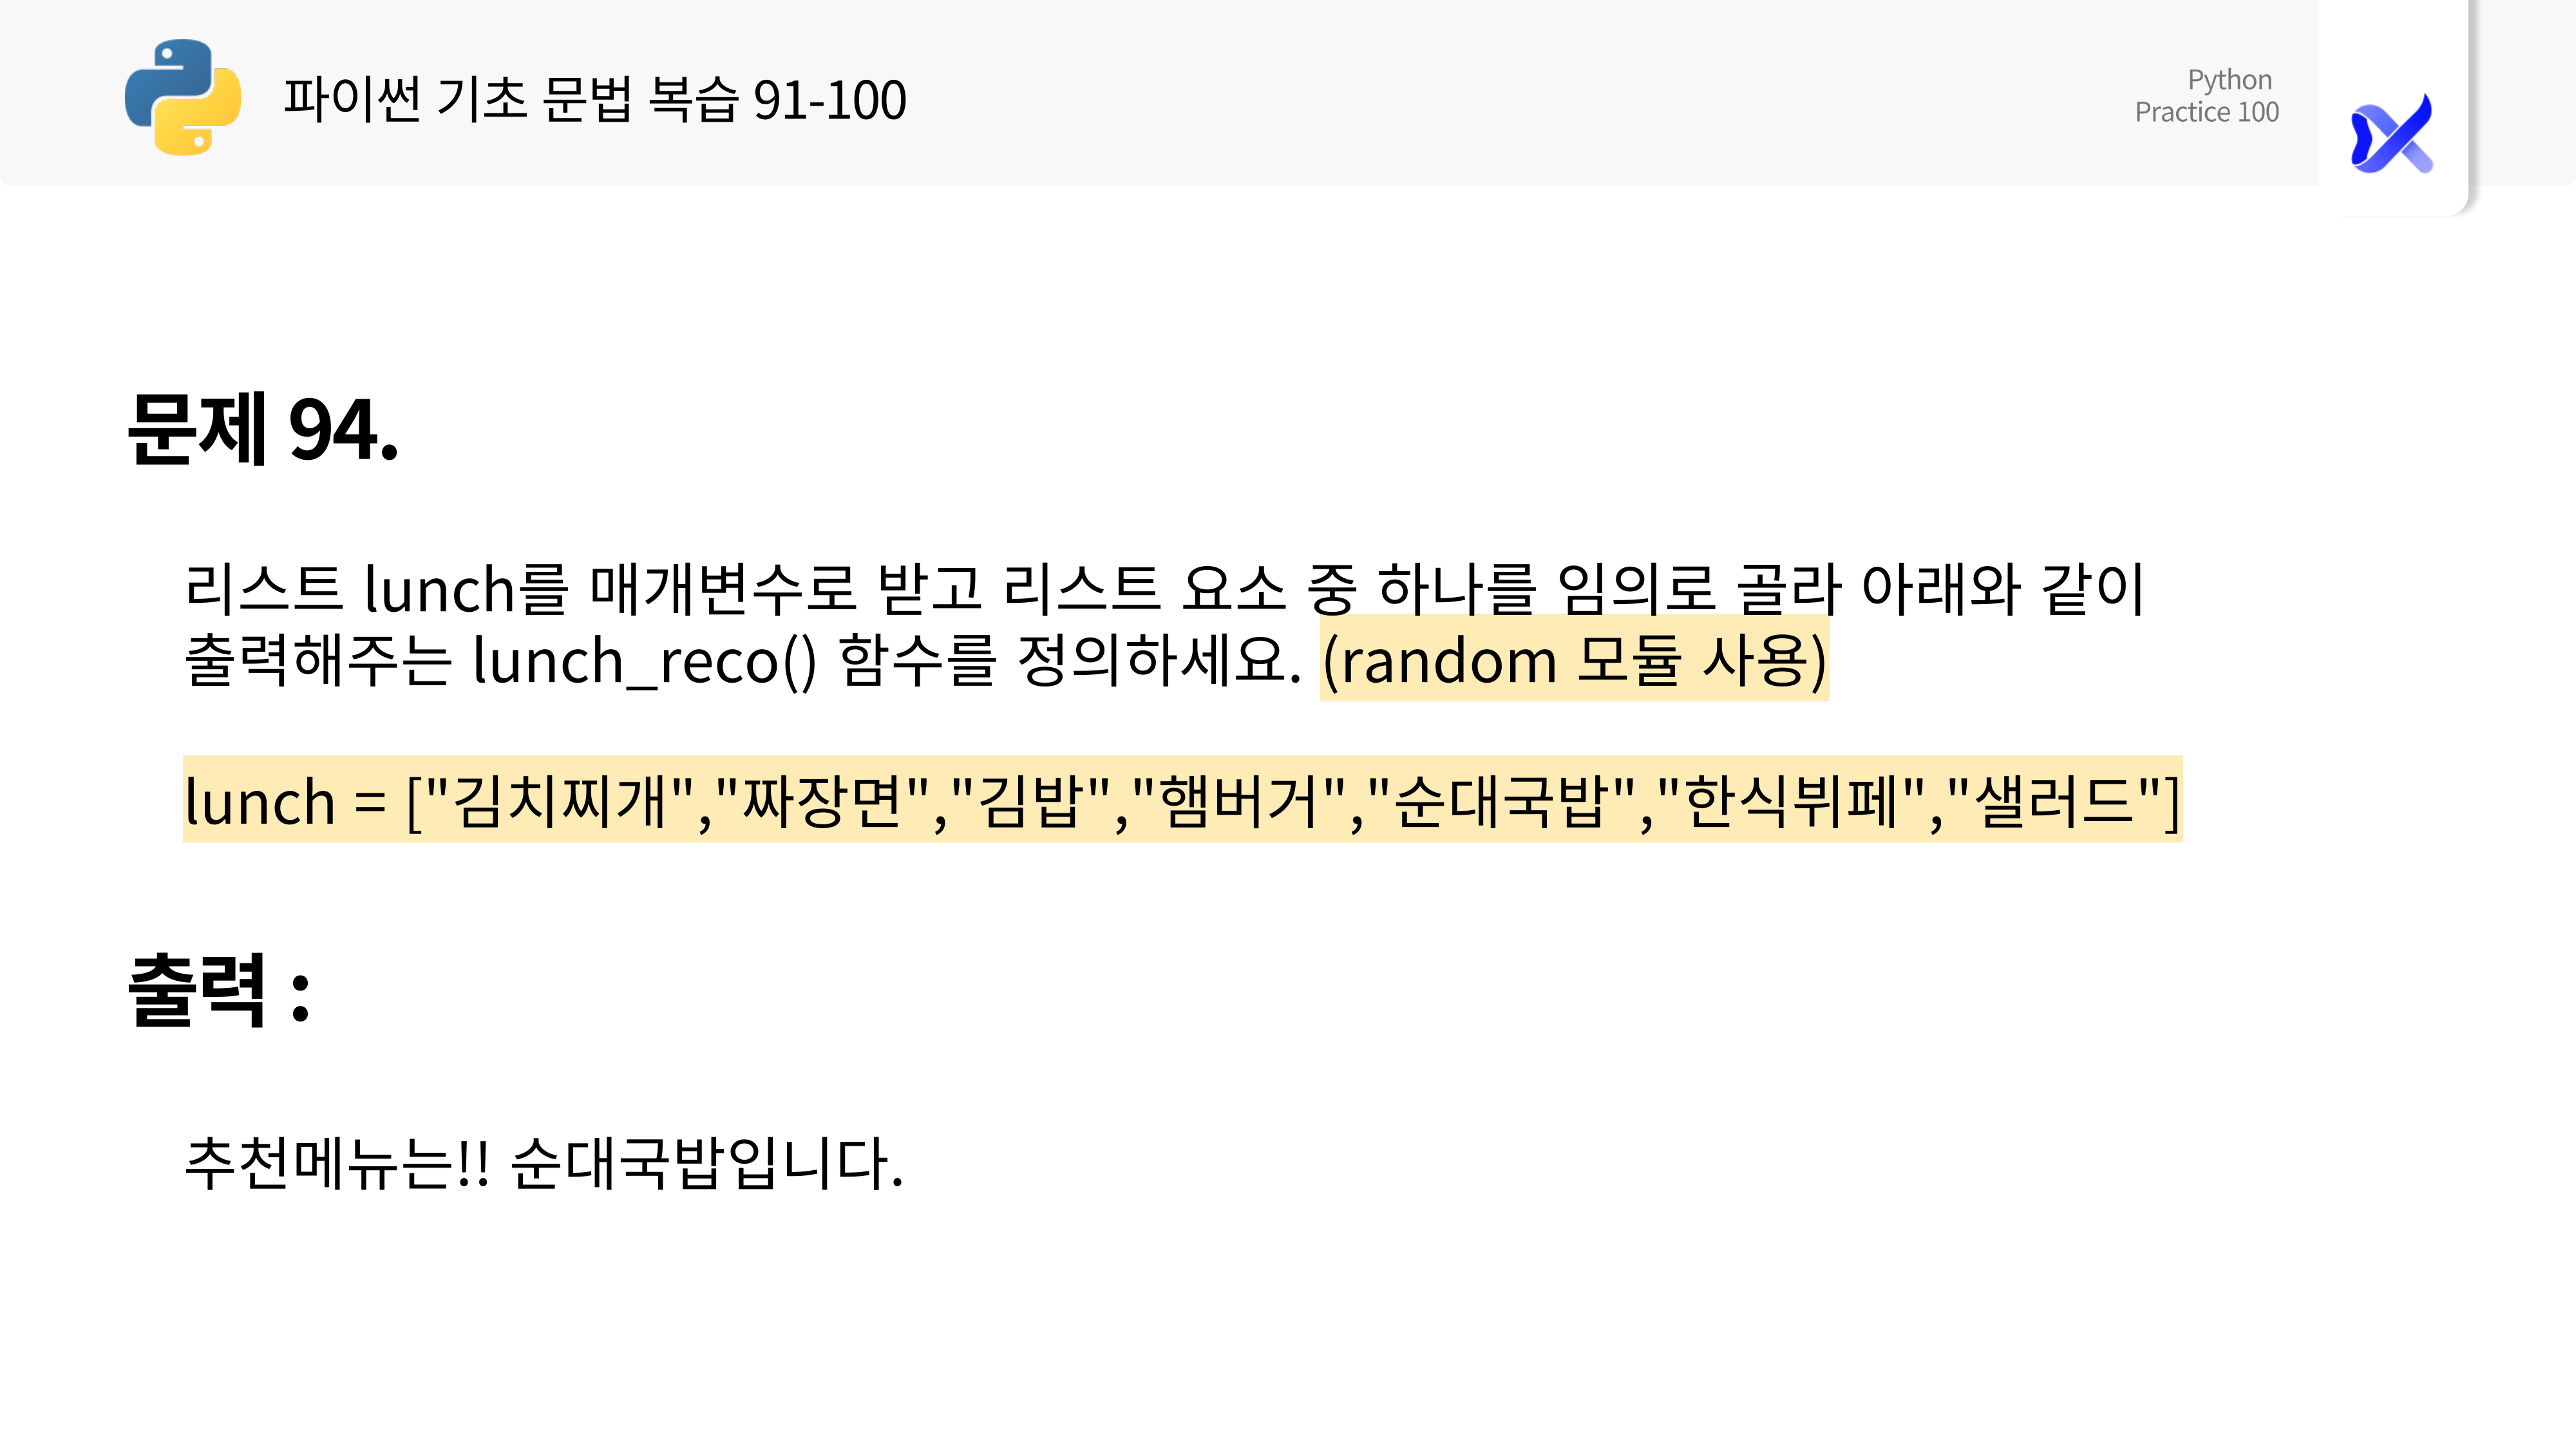 파이썬 기초 문법 복습 91-100
Python
Practice 100
문제 94.
리스트 lunch를 매개변수로 받고 리스트 요소 중 하나를 임의로 골라 아래와 같이
출력해주는 lunch_reco() 함수를 정의하세요. (random 모듈 사용)
lunch = ["김치찌개","짜장면","김밥","햄버거","순대국밥","한식뷔페","샐러드"]
출력 :
추천메뉴는!! 순대국밥입니다.